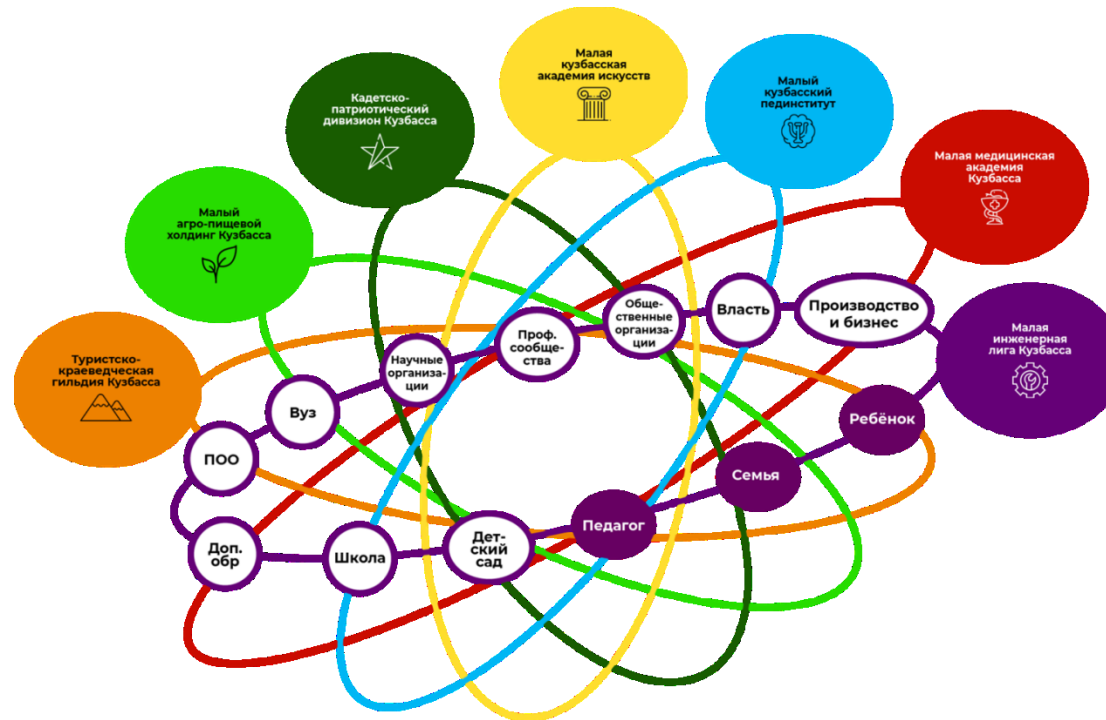 Малая
кузбасская
академия искусств
Малый
кузбасский
пединститут
Кадетско-
патриотический
дивизион Кузбасса
Малая медицинская
академия
Кузбасса
Малый
агро-пищевой
холдинг Кузбасса
Туристско-
краеведческая
гильдия Кузбасса
Малая
инженерная
лига Кузбасса
Производство
и бизнес
Власть
Обще-
ственные
организа-
ции
Проф.
сообще-
ства
Научные
организа-
ции
Вуз
ПОО
Доп.
обр
Школа
Дет-
ский
сад
Педагог
Семья
Ребёнок